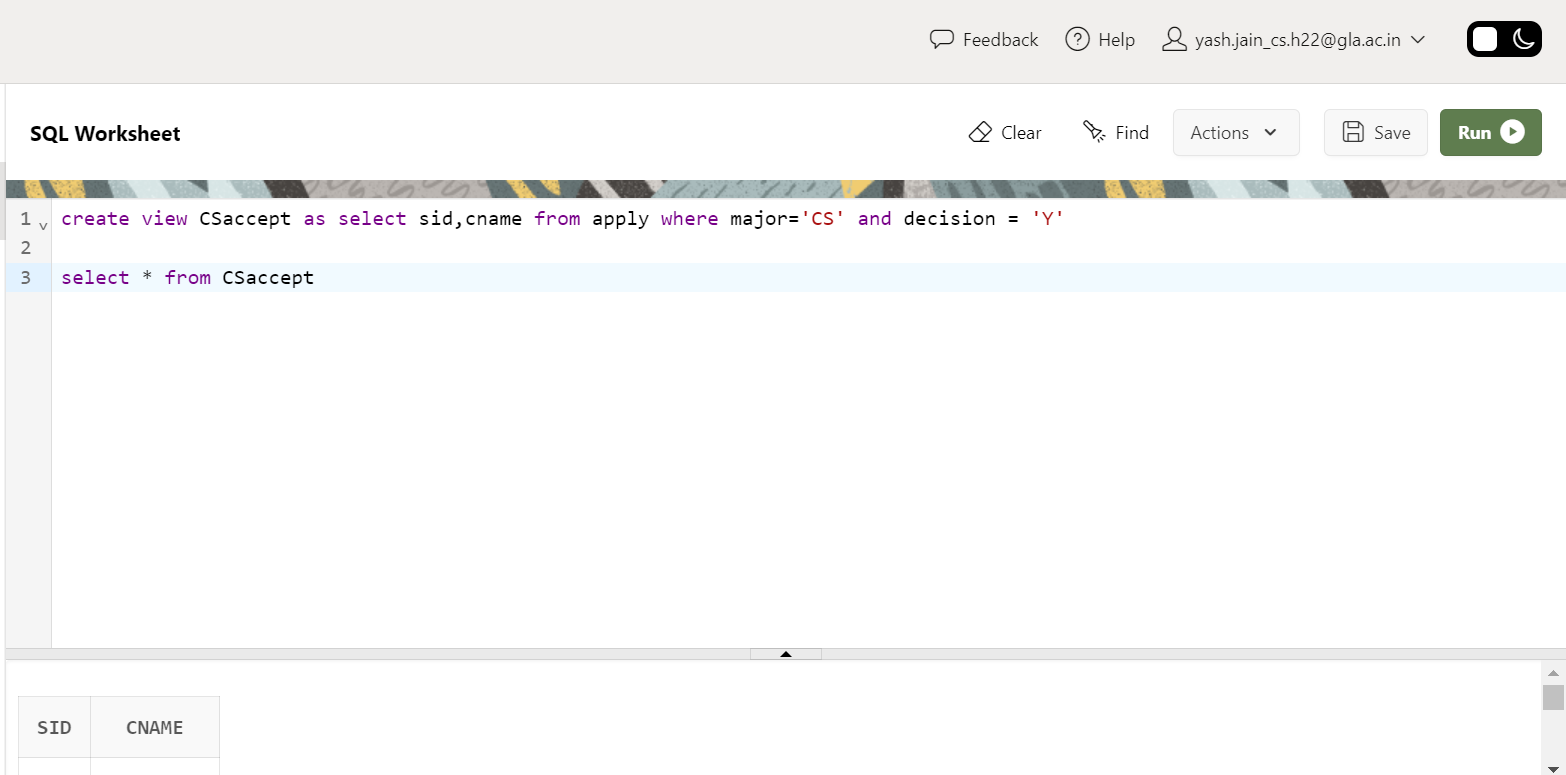 Feedback Help yash.jain_cs.h22@gla.ac.in
SQL Worksheet Clear Find Actions Save Run
1 create view CSaccept as select sid,cname from apply where major='CS' and decision = 'Y'
2
3 select * from CSaccept
SID CNAME